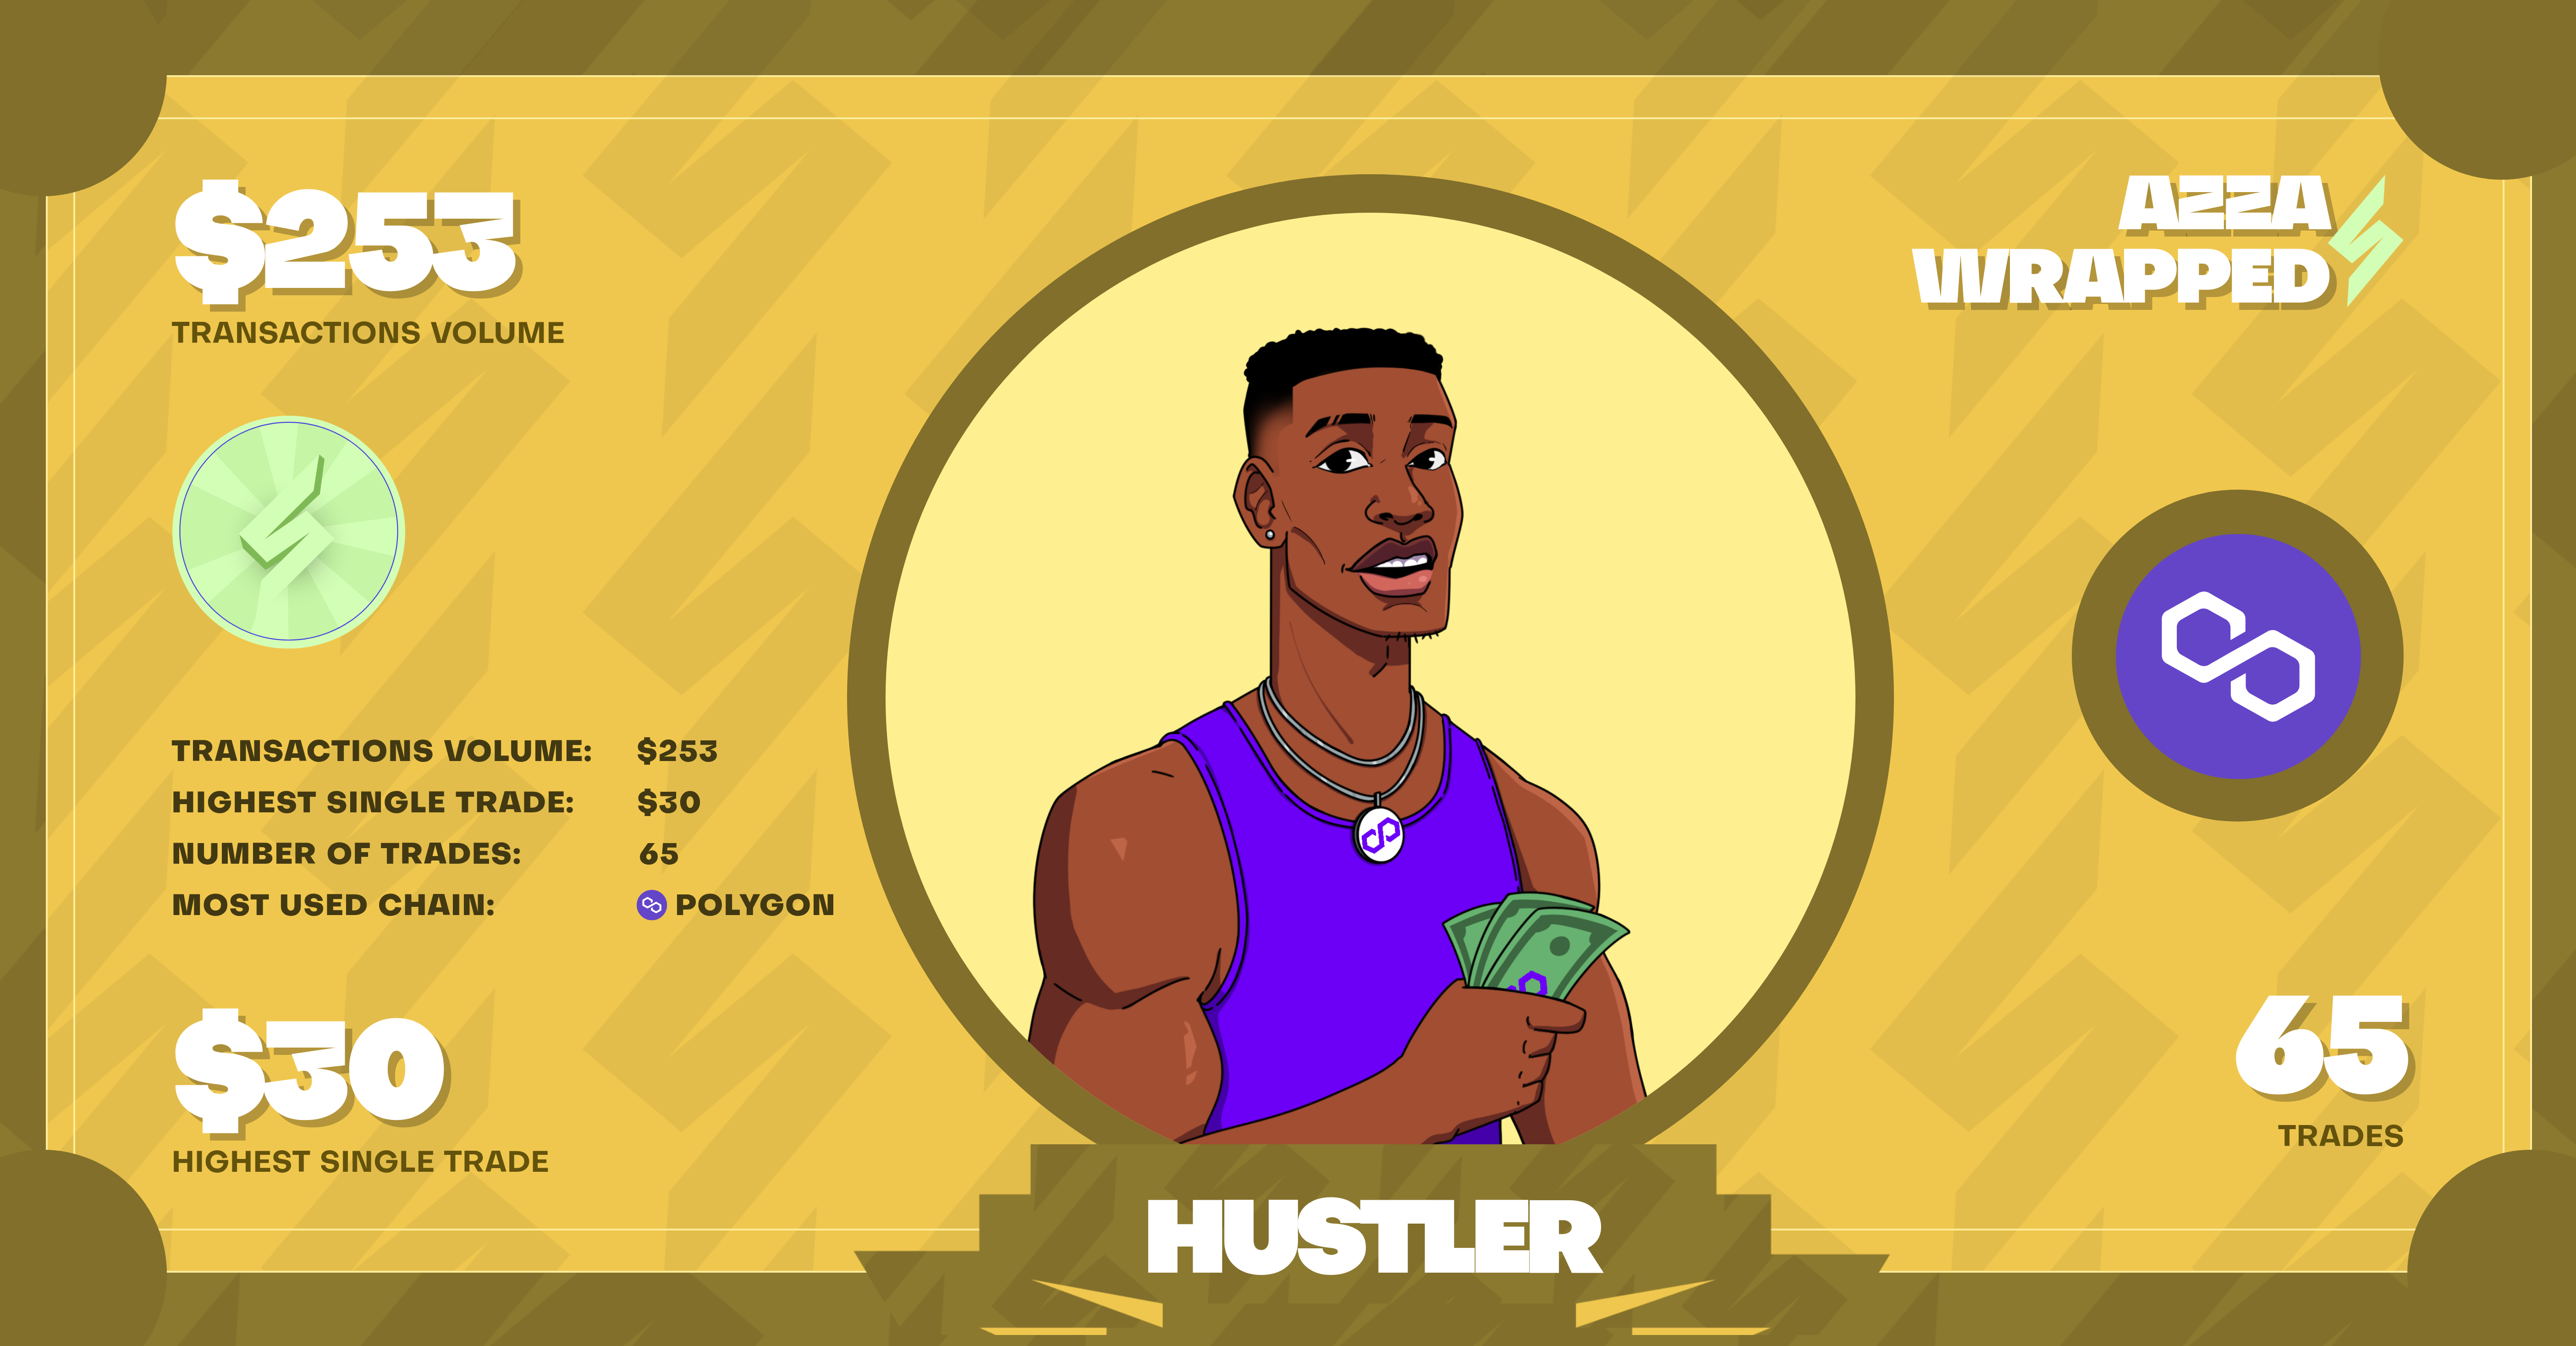 $253
TRANSACTIONS VOLUME
AZZA
WRAPPED
TRANSACTIONS VOLUME: $253
HIGHEST SINGLE TRADE: $30
NUMBER OF TRADES: 65
MOST USED CHAIN: POLYGON
$30
HIGHEST SINGLE TRADE
65
TRADES
HUSTLER